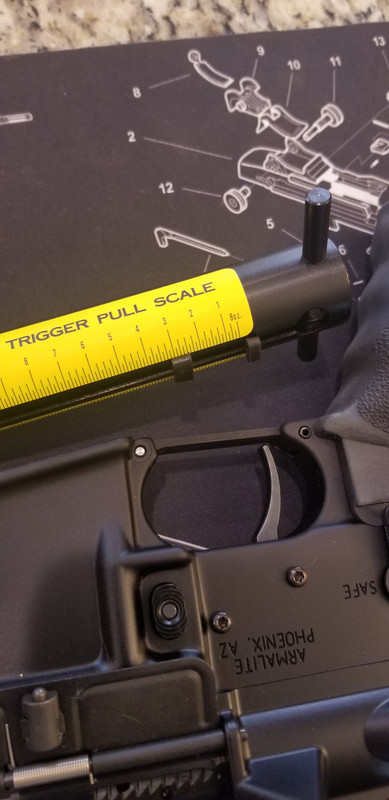 13
9
10
11
8
2
12
5
6
TRIGGER PULL SCALE
8 7 6 5 4 3 2 1 8oz.
SAFE
ARMALITE
PHOENIX, AZ